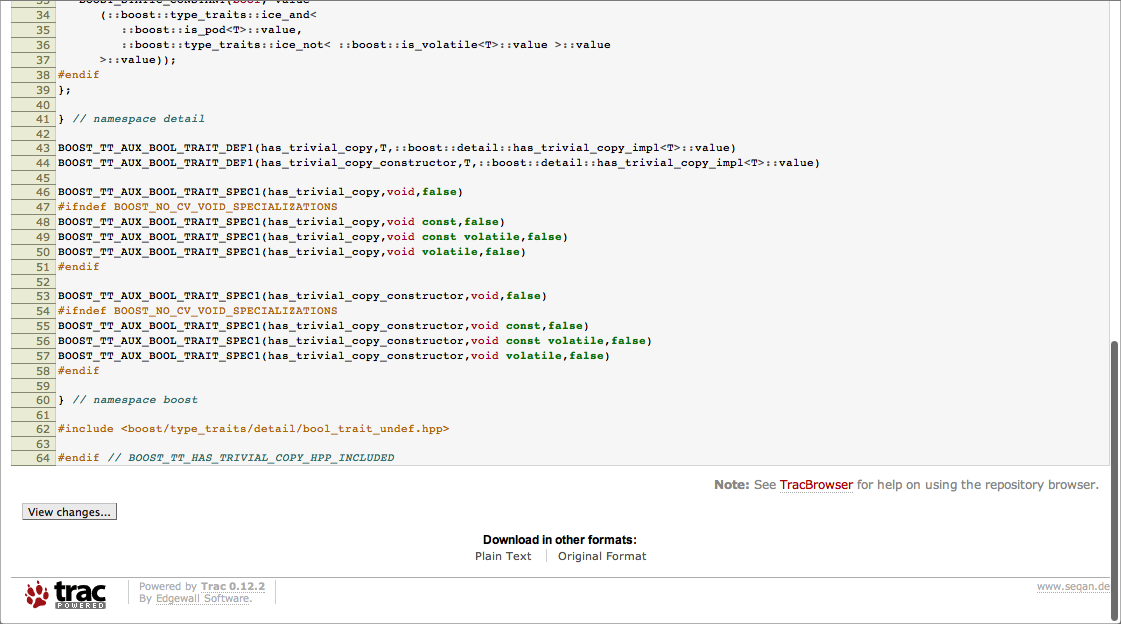 34 (::boost::type_traits::ice_and<
35 ::boost::is_pod<T>::value,
36 ::boost::type_traits::ice_not< ::boost::is_volatile<T>::value >::value
37 >::value));
38 #endif
39 };
40
41 } // namespace detail
42
43 BOOST_TT_AUX_BOOL_TRAIT_DEF1(has_trivial_copy,T,::boost::detail::has_trivial_copy_impl<T>::value)
44 BOOST_TT_AUX_BOOL_TRAIT_DEF1(has_trivial_copy_constructor,T,::boost::detail::has_trivial_copy_impl<T>::value)
45
46 BOOST_TT_AUX_BOOL_TRAIT_SPEC1(has_trivial_copy,void,false)
47 #ifndef BOOST_NO_CV_VOID_SPECIALIZATIONS
48 BOOST_TT_AUX_BOOL_TRAIT_SPEC1(has_trivial_copy,void const,false)
49 BOOST_TT_AUX_BOOL_TRAIT_SPEC1(has_trivial_copy,void const volatile,false)
50 BOOST_TT_AUX_BOOL_TRAIT_SPEC1(has_trivial_copy,void volatile,false)
51 #endif
52
53 BOOST_TT_AUX_BOOL_TRAIT_SPEC1(has_trivial_copy_constructor,void,false)
54 #ifndef BOOST_NO_CV_VOID_SPECIALIZATIONS
55 BOOST_TT_AUX_BOOL_TRAIT_SPEC1(has_trivial_copy_constructor,void const,false)
56 BOOST_TT_AUX_BOOL_TRAIT_SPEC1(has_trivial_copy_constructor,void const volatile,false)
57 BOOST_TT_AUX_BOOL_TRAIT_SPEC1(has_trivial_copy_constructor,void volatile,false)
58 #endif
59
60 } // namespace boost
61
62 #include <boost/type_traits/detail/bool_trait_undef.hpp>
63
64 #endif // BOOST_TT_HAS_TRIVIAL_COPY_HPP_INCLUDED
Note: See TracBrowser for help on using the repository browser.
View changes...
Download in other formats:
Plain Text Original Format
trac
POWERED
Powered by Trac 0.12.2
By Edgewall Software.
www.seqan.de